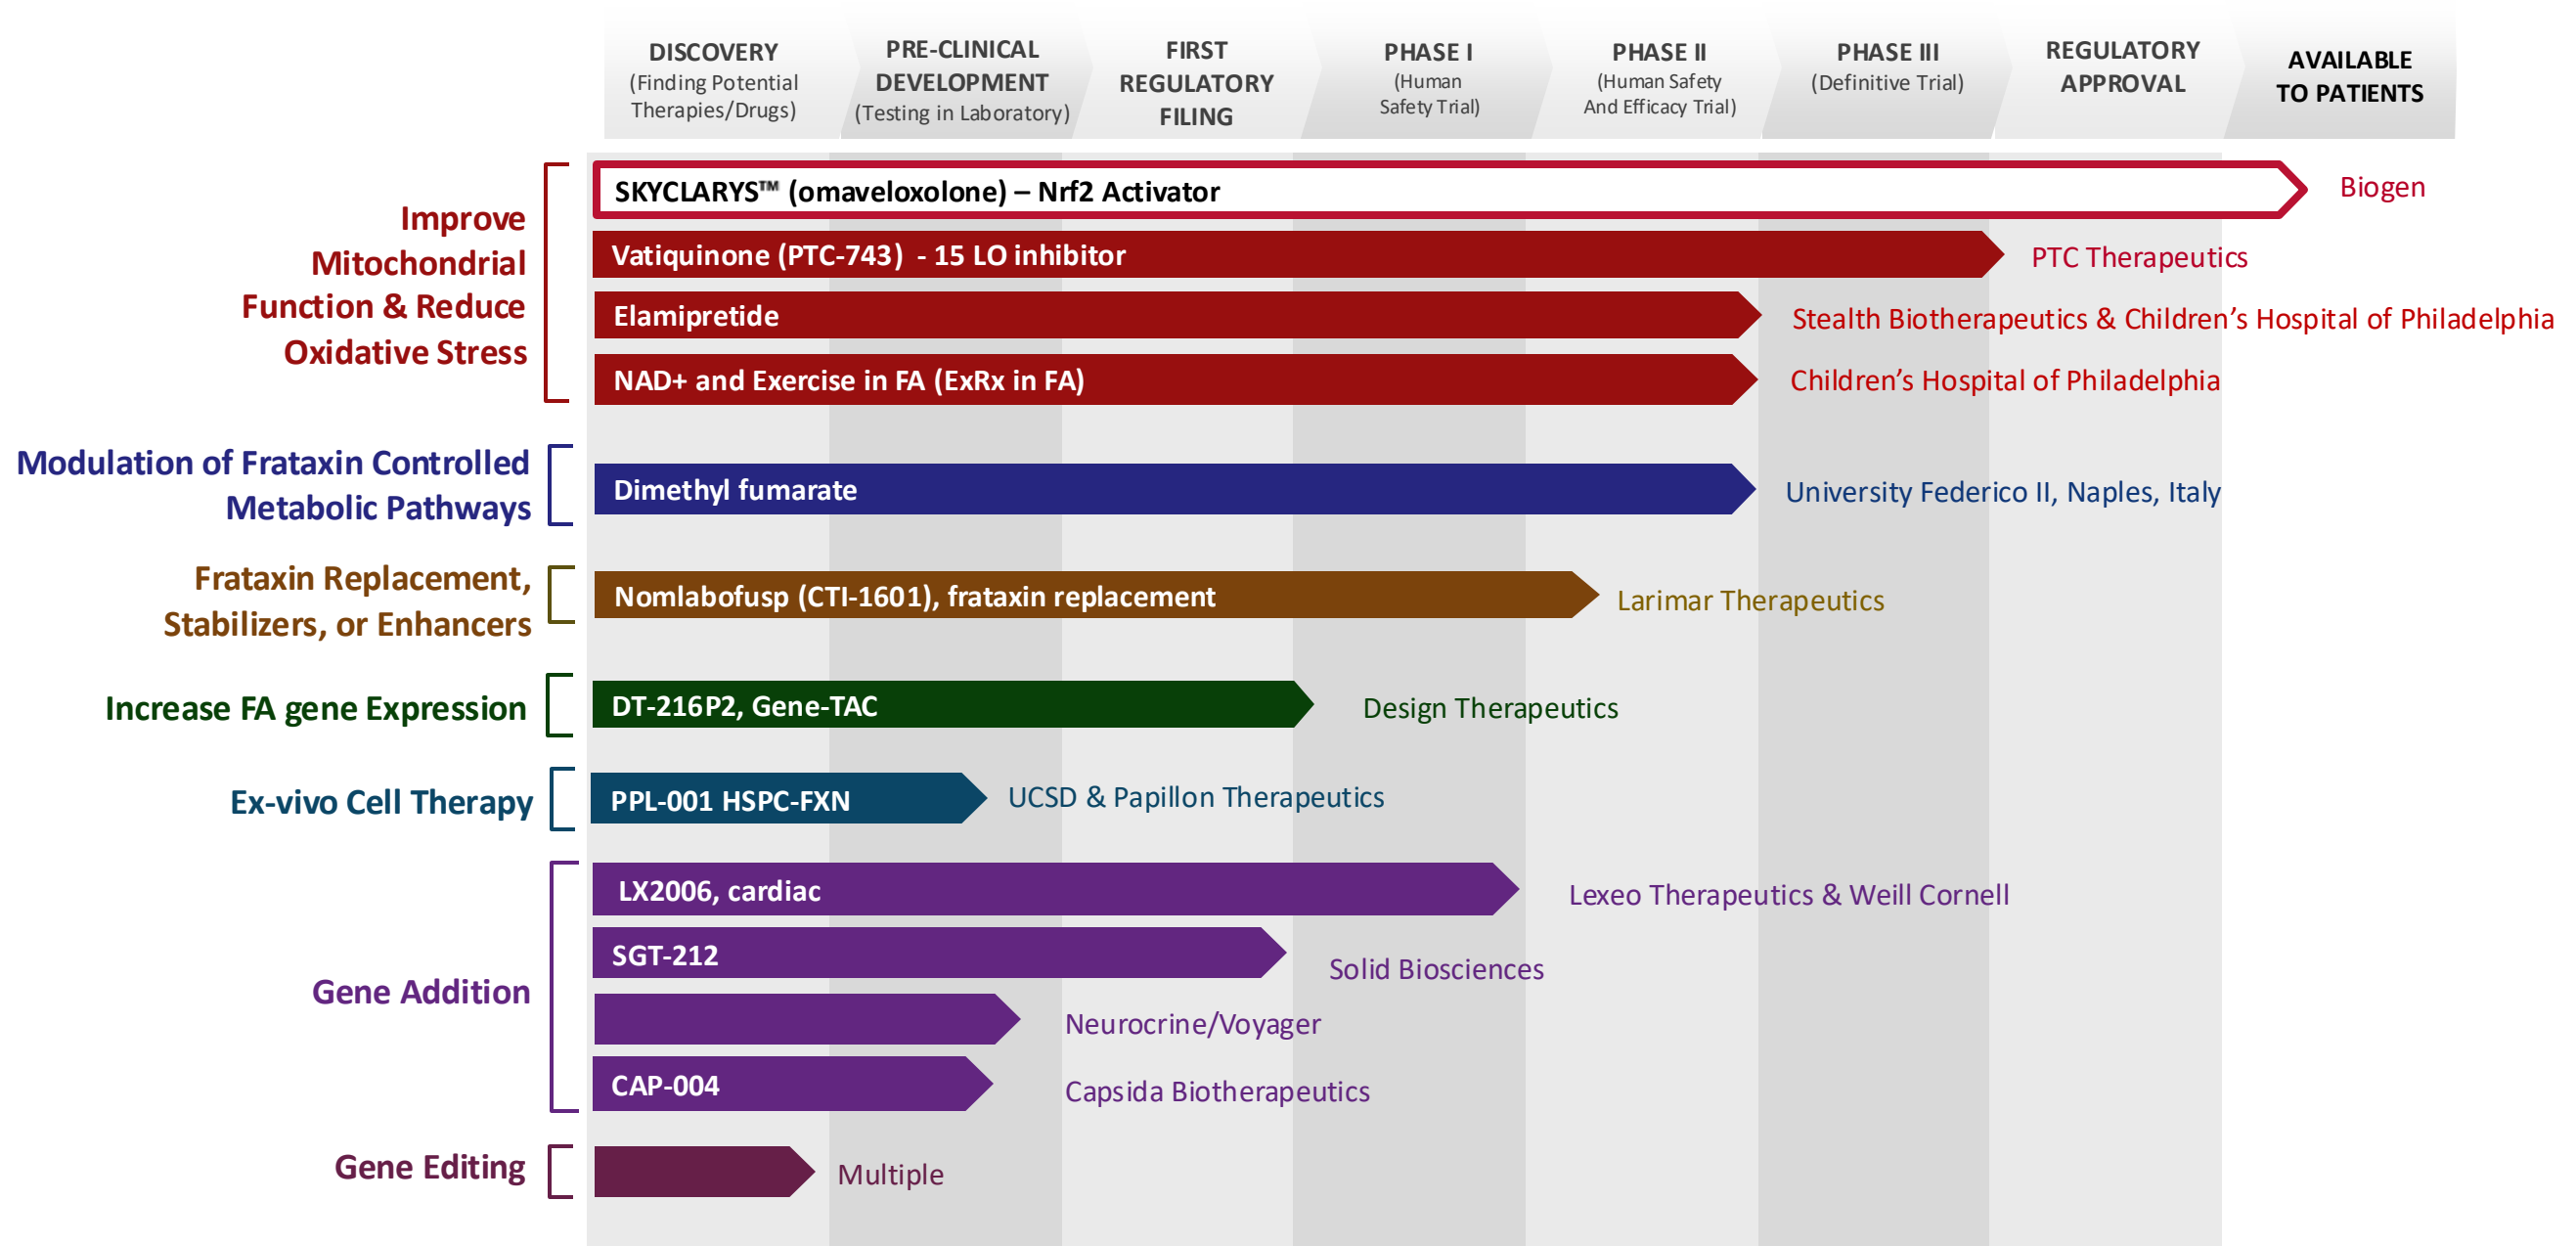 DISCOVERY
(Finding Potential
Therapies/Drugs)
PRE-CLINICAL
DEVELOPMENT
(Testing in Laboratory)
FIRST
REGULATORY
FILING
PHASE I
(Human
Safety Trial)
PHASE II
(Human Safety
And Efficacy Trial)
PHASE III
(Definitive Trial)
REGULATORY
APPROVAL
AVAILABLE
TO PATIENTS
Improve
Mitochondrial
Function & Reduce
Oxidative Stress
SKYCLARYS™ (omaveloxolone) – Nrf2 Activator
Biogen
Vatiquinone (PTC-743) - 15 LO inhibitor
PTC Therapeutics
Elamipretide
Stealth Biotherapeutics & Children’s Hospital of Philadelphia
NAD+ and Exercise in FA (ExRx in FA)
Children’s Hospital of Philadelphia
Modulation of Frataxin Controlled
Metabolic Pathways
Dimethyl fumarate
University Federico II, Naples, Italy
Frataxin Replacement,
Stabilizers, or Enhancers
Nomlabofusp (CTI-1601), frataxin replacement
Larimar Therapeutics
Increase FA gene Expression
DT-216P2, Gene-TAC
Design Therapeutics
Ex-vivo Cell Therapy
PPL-001 HSPC-FXN
UCSD & Papillon Therapeutics
Gene Addition
LX2006, cardiac
Lexeo Therapeutics & Weill Cornell
SGT-212
Solid Biosciences
Neurocrine/Voyager
CAP-004
Capsida Biotherapeutics
Gene Editing
Multiple